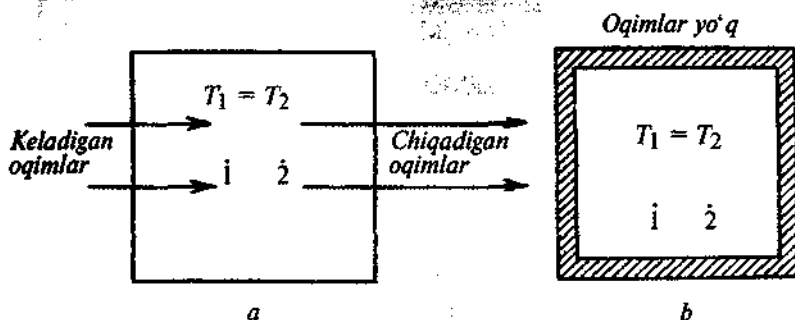 Oqimlar yo‘q
T₁ = T₂
Keladigan
oqimlar
Chiqadigan
oqimlar
1̇ 2̇
a
T₁ = T₂
1̇ 2̇
b